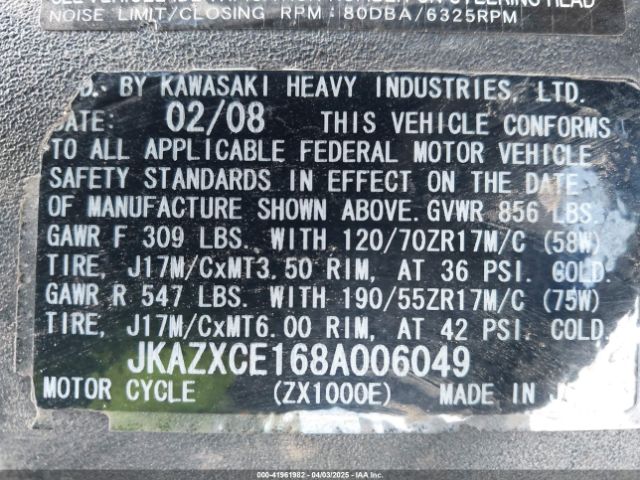 NOISE LIMIT/CLOSING RPM: 80DBA/6325RPM
BY KAWASAKI HEAVY INDUSTRIES, LTD.
DATE: 02/08 THIS VEHICLE CONFORMS
TO ALL APPLICABLE FEDERAL MOTOR VEHICLE
SAFETY STANDARDS IN EFFECT ON THE DATE
OF MANUFACTURE SHOWN ABOVE. GVWR 856 LBS.
GAWR F 309 LBS. WITH 120/70ZR17M/C (58W)
TIRE, J17M/CxMT3.50 RIM, AT 36 PSI. COLD.
GAWR R 547 LBS. WITH 190/55ZR17M/C (75W)
TIRE, J17M/CxMT6.00 RIM, AT 42 PSI. COLD.
JKAZXCE168A006049
MOTOR CYCLE (ZX1000E) MADE IN
00-41961982 - 04/03/2025 - COPYRIGHT IAA, LLC.